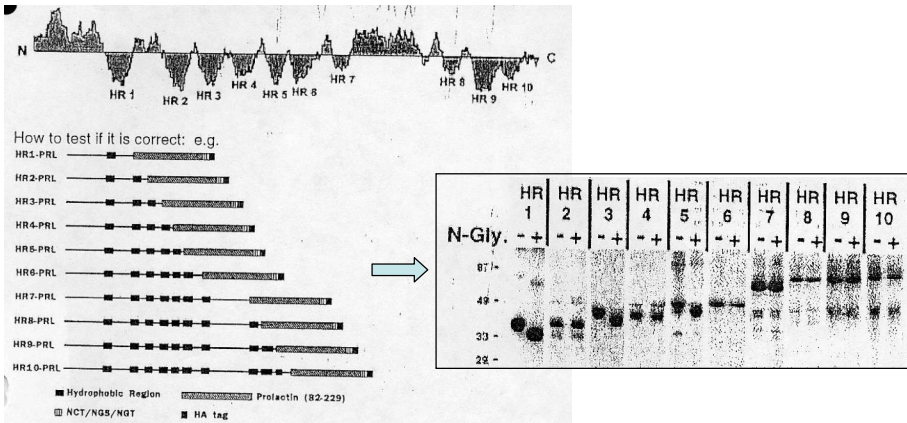 N
C
HR 1
HR 2
HR 3
HR 4
HR 5
HR 6
HR 7
HR 8
HR 9
HR 10
How to test if it is correct: e.g.
HR1-PRL
HR2-PRL
HR3-PRL
HR4-PRL
HR5-PRL
HR6-PRL
HR7-PRL
HR8-PRL
HR9-PRL
HR10-PRL
Hydrophobic Region Prolactin (82-229)
NCT/NGS/NGT HA tag
HR HR HR HR HR HR HR HR HR HR
1 2 3 4 5 6 7 8 9 10
N-Gly. - + - + - + - + - + - + - + - + - + - +
87
49 -
33 -
29 -